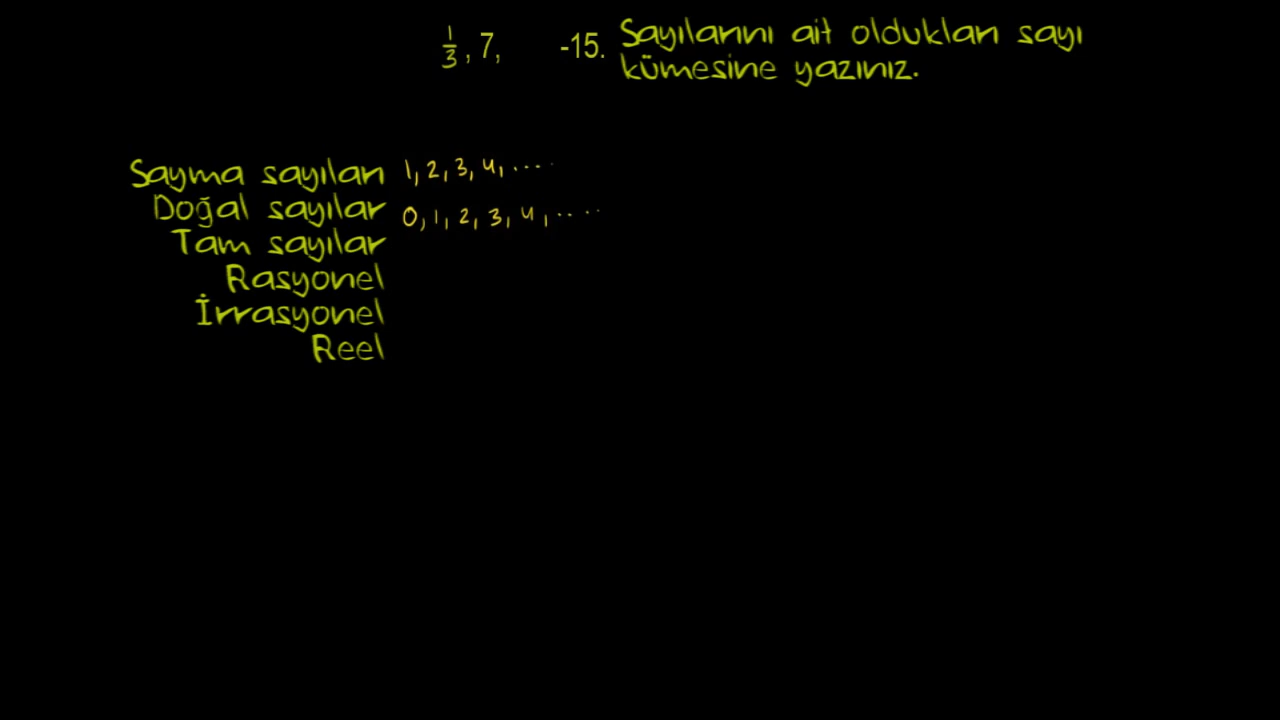 1/3, 7, -15. Sayılarını ait oldukları sayı
kümesine yazınız.
Sayma sayıları 1, 2, 3, 4, ....
Doğal sayılar 0, 1, 2, 3, 4, ....
Tam sayılar
Rasyonel
İrrasyonel
Reel